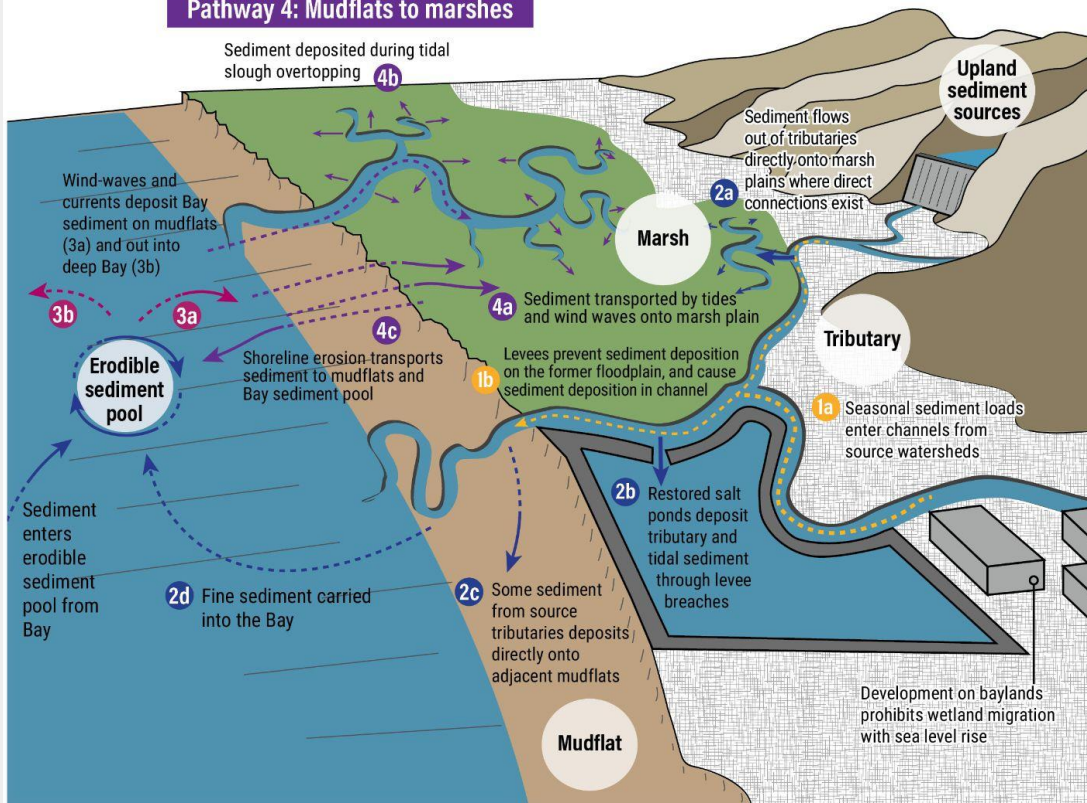 Pathway 4: Mudflats to marshes
Sediment deposited during tidal
slough overtopping
4b
Upland
sediment
sources
Sediment flows
out of tributaries
directly onto marsh
plains where direct
connections exist
2a
Wind-waves and
currents deposit Bay
sediment on mudflats
(3a) and out into
deep Bay (3b)
Marsh
3b
3a
4a
Sediment transported by tides
and wind waves onto marsh plain
4c
Shoreline erosion transports
sediment to mudflats and
Bay sediment pool
Erodible
sediment
pool
Tributary
1b
Levees prevent sediment deposition
on the former floodplain, and cause
sediment deposition in channel
1a
Seasonal sediment loads
enter channels from
source watersheds
2b
Restored salt
ponds deposit
tributary and
tidal sediment
through levee
breaches
Sediment
enters
erodible
sediment
pool from
Bay
2d
Fine sediment carried
into the Bay
2c
Some sediment
from source
tributaries deposits
directly onto
adjacent mudflats
Development on baylands
prohibits wetland migration
with sea level rise
Mudflat